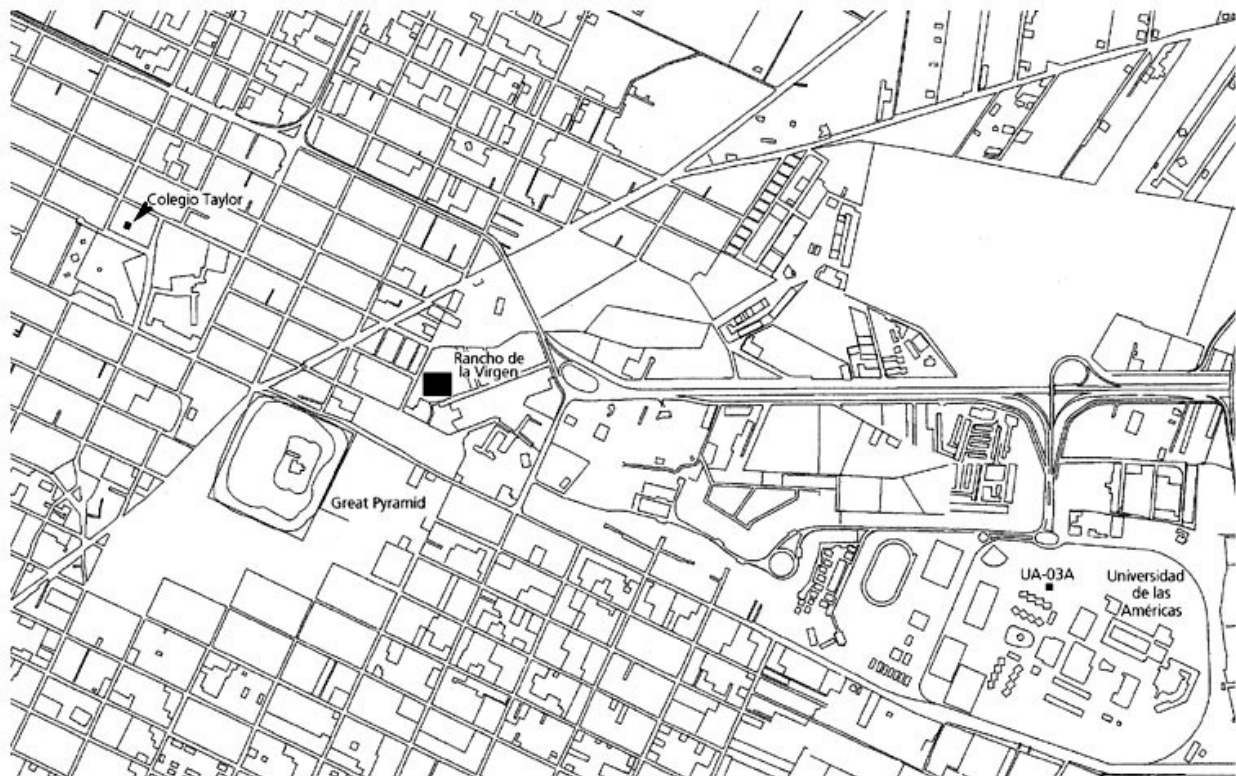 Colegio Taylor
Rancho de
la Virgen
Great Pyramid
UA-03A
Universidad
de las
Américas